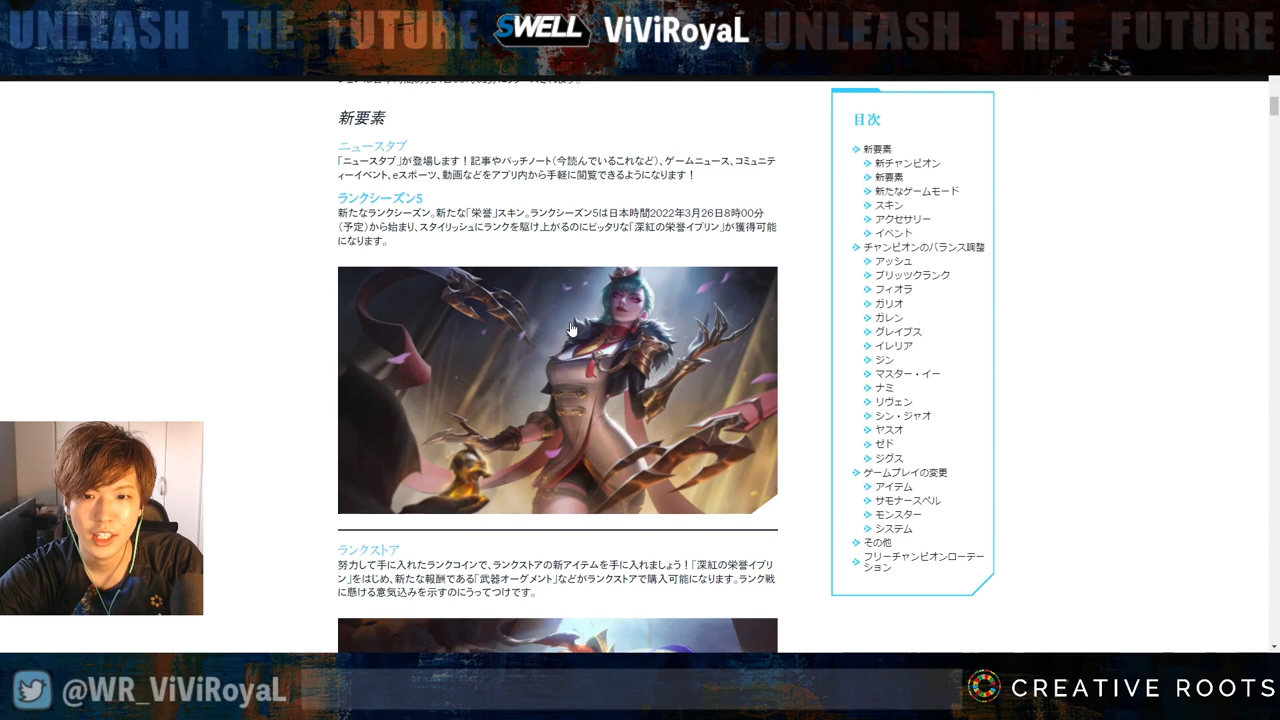 UNLEASH THE FUTURE
SWELL ViViRoyaL
UNLEASH THE FUTURE
新要素
ニュースタブ
「ニュースタブ」が登場します！記事やパッチノート（今読んでいるこれなど）、ゲームニュース、コミュニテ
ィーイベント、eスポーツ、動画などをアプリ内から手軽に閲覧できるようになります！
ランクシーズン5
新たなランクシーズン。新たな「栄誉」スキン。ランクシーズン5は日本時間2022年3月26日8時00分
（予定）から始まり、スタイリッシュにランクを駆け上がるのにピッタリな「深紅の栄誉イブリン」が獲得可能
になります。
ランクストア
努力して手に入れたランクコインで、ランクストアの新アイテムを手に入れましょう！「深紅の栄誉イブリ
ン」をはじめ、新たな報酬である「武器オーグメント」などがランクストアで購入可能になります。ランク戦
に懸ける意気込みを示すのにうってつけです。
目次
新要素
新チャンピオン
新要素
新たなゲームモード
スキン
アクセサリー
イベント
チャンピオンのバランス調整
アッシュ
ブリッツクランク
フィオラ
ガリオ
ガレン
グレイブス
イレリア
ジン
マスター・イー
ナミ
リヴェン
シン・ジャオ
ヤスオ
ゼド
ジグス
ゲームプレイの変更
アイテム
サモナースペル
モンスター
システム
その他
フリーチャンピオンローテー
ション
@WR_ViViRoyaL
CREATIVE ROOTS